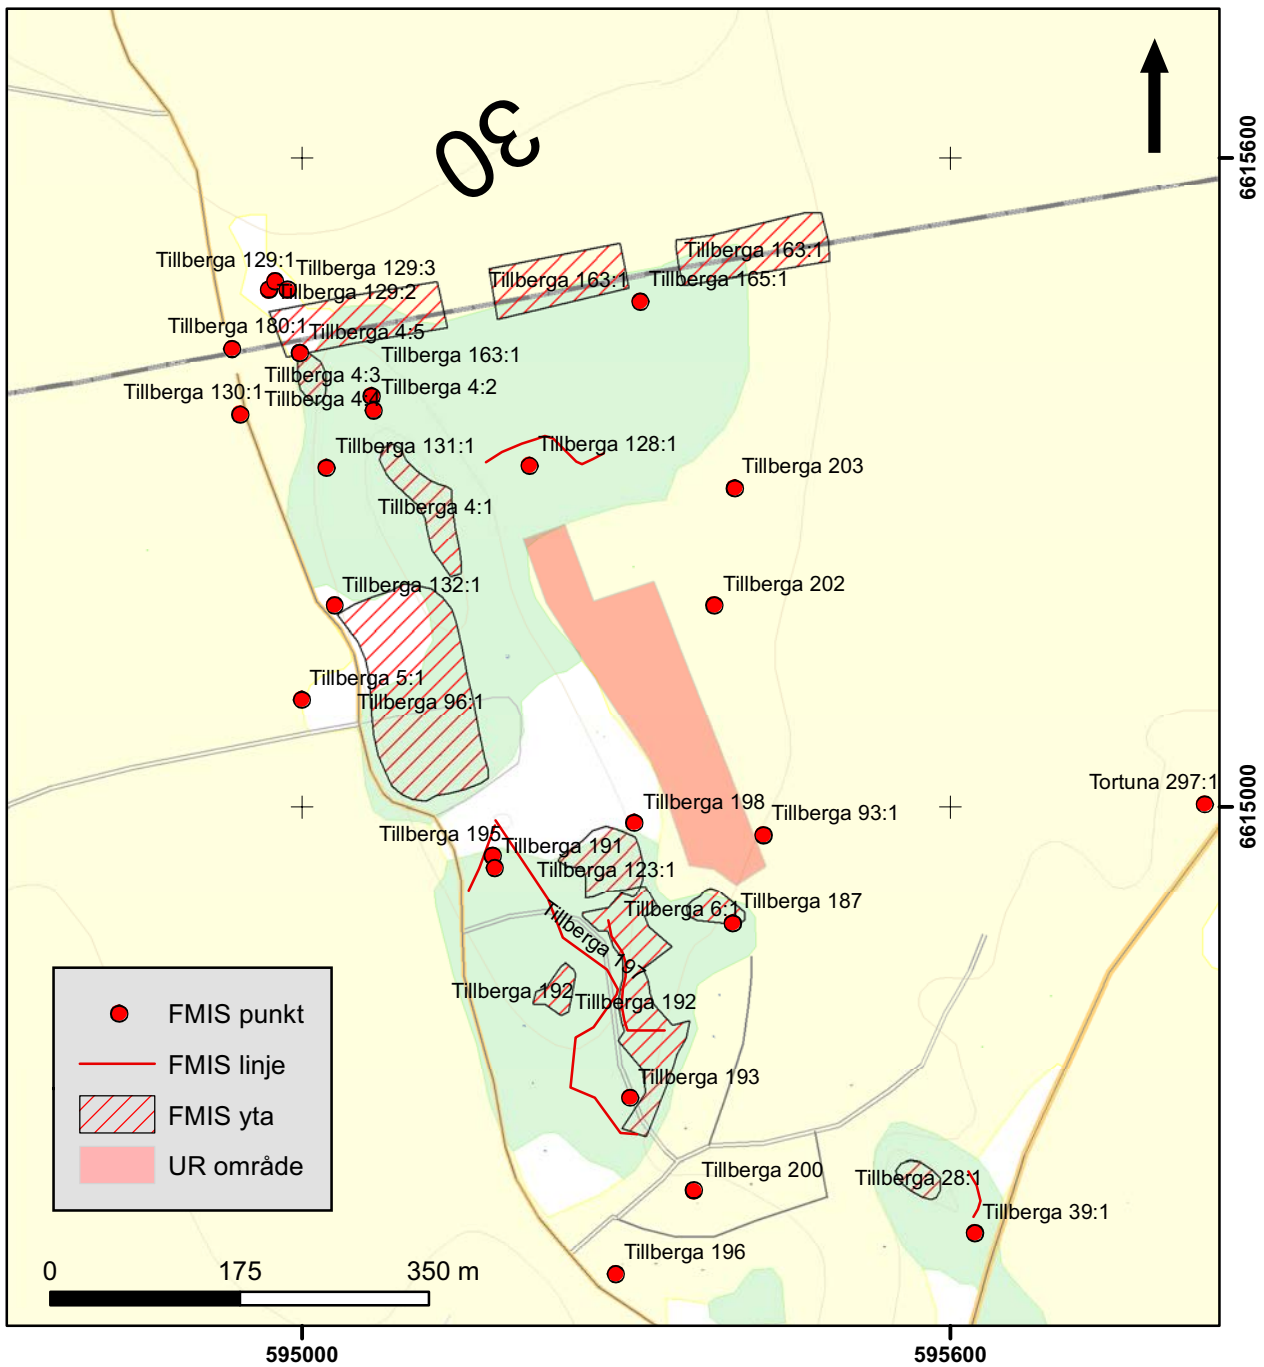 30
6615600
Tillberga 163:1
Tillberga 129:1
Tillberga 129:3
Tillberga 163:1
Tillberga 165:1
Tillberga 129:2
Tillberga 180:1
Tillberga 4:5
Tillberga 163:1
Tillberga 4:3
Tillberga 4:2
Tillberga 130:1
Tillberga 4:4
Tillberga 131:1
Tillberga 128:1
Tillberga 203
Tillberga 4:1
Tillberga 132:1
Tillberga 202
Tillberga 5:1
Tillberga 96:1
Tortuna 297:1
6615000
Tillberga 198
Tillberga 93:1
Tillberga 195
Tillberga 191
Tillberga 123:1
Tillberga 187
Tillberga 6:1
Tillberga 197
Tillberga 192
Tillberga 192
Tillberga 193
Tillberga 200
Tillberga 28:1
Tillberga 39:1
Tillberga 196
FMIS punkt
FMIS linje
FMIS yta
UR område
0 175 350 m
595000 595600